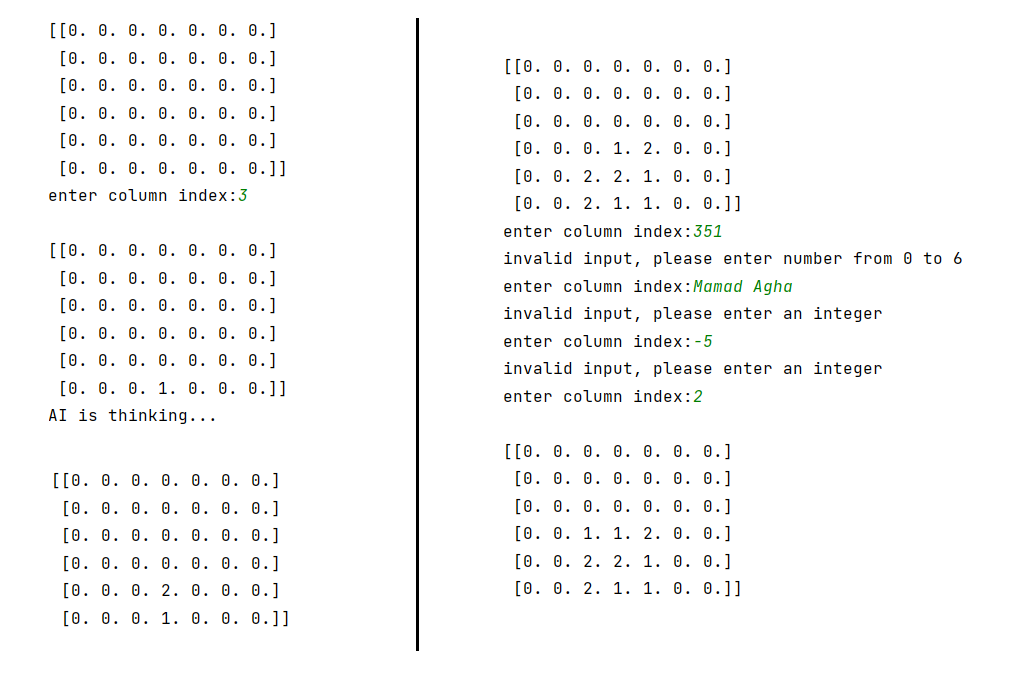 [[0. 0. 0. 0. 0. 0. 0.]
 [0. 0. 0. 0. 0. 0. 0.]
 [0. 0. 0. 0. 0. 0. 0.]
 [0. 0. 0. 0. 0. 0. 0.]
 [0. 0. 0. 0. 0. 0. 0.]
 [0. 0. 0. 0. 0. 0. 0.]]
enter column index:3
[[0. 0. 0. 0. 0. 0. 0.]
 [0. 0. 0. 0. 0. 0. 0.]
 [0. 0. 0. 0. 0. 0. 0.]
 [0. 0. 0. 0. 0. 0. 0.]
 [0. 0. 0. 0. 0. 0. 0.]
 [0. 0. 0. 1. 0. 0. 0.]]
AI is thinking...
[[0. 0. 0. 0. 0. 0. 0.]
 [0. 0. 0. 0. 0. 0. 0.]
 [0. 0. 0. 0. 0. 0. 0.]
 [0. 0. 0. 0. 0. 0. 0.]
 [0. 0. 0. 2. 0. 0. 0.]
 [0. 0. 0. 1. 0. 0. 0.]]
[[0. 0. 0. 0. 0. 0. 0.]
 [0. 0. 0. 0. 0. 0. 0.]
 [0. 0. 0. 0. 0. 0. 0.]
 [0. 0. 0. 1. 2. 0. 0.]
 [0. 0. 2. 2. 1. 0. 0.]
 [0. 0. 2. 1. 1. 0. 0.]]
enter column index:351
invalid input, please enter number from 0 to 6
enter column index:Mamad Agha
invalid input, please enter an integer
enter column index:-5
invalid input, please enter an integer
enter column index:2
[[0. 0. 0. 0. 0. 0. 0.]
 [0. 0. 0. 0. 0. 0. 0.]
 [0. 0. 0. 0. 0. 0. 0.]
 [0. 0. 1. 1. 2. 0. 0.]
 [0. 0. 2. 2. 1. 0. 0.]
 [0. 0. 2. 1. 1. 0. 0.]]